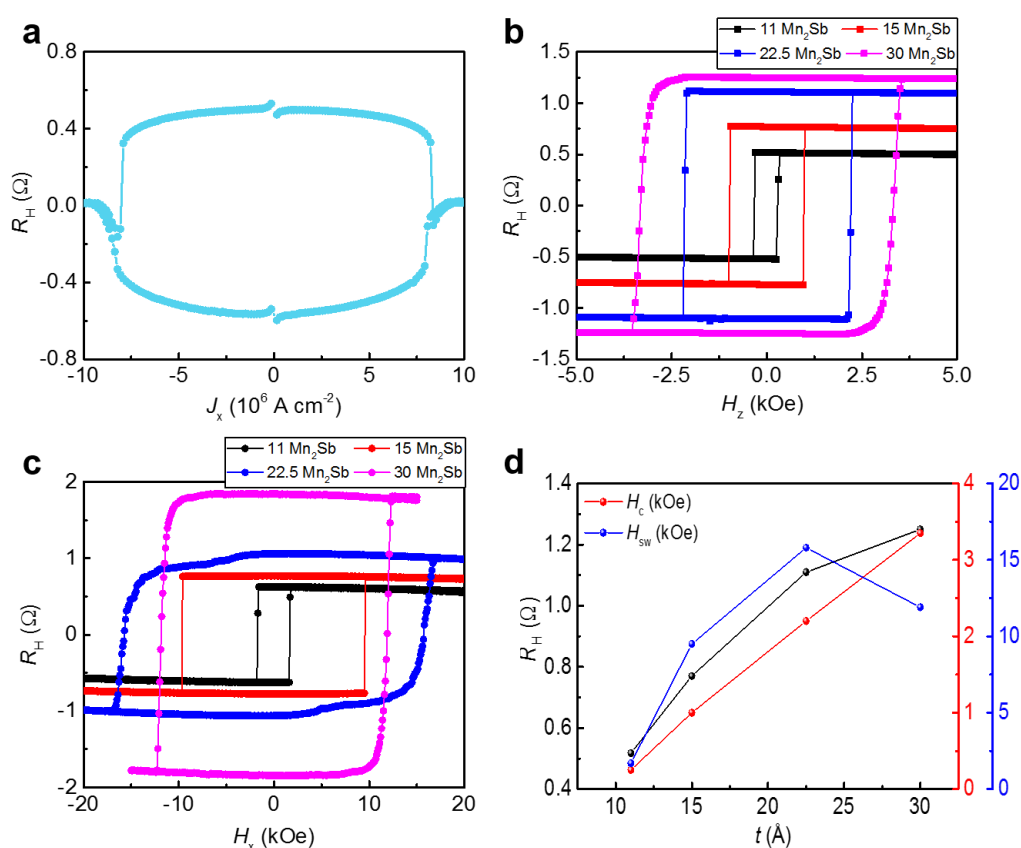 a
0.8
0.4
0.0
-0.4
-0.8
R_H (Ω)
-10 -5 0 5 10
J_x (10^6 A cm^-2)
b
11 Mn2Sb 15 Mn2Sb
22.5 Mn2Sb 30 Mn2Sb
1.5
1.0
0.5
0.0
-0.5
-1.0
-1.5
R_H (Ω)
-5.0 -2.5 0.0 2.5 5.0
H_z (kOe)
c
11 Mn2Sb 15 Mn2Sb
22.5 Mn2Sb 30 Mn2Sb
2
1
0
-1
-2
R_H (Ω)
-20 -10 0 10 20
H_x (kOe)
d
H_c (kOe)
H_sw (kOe)
1.4
1.2
1.0
0.8
0.6
0.4
R_H (Ω)
10 15 20 25 30
t (Å)
4
3
2
1
0
20
15
10
5
0